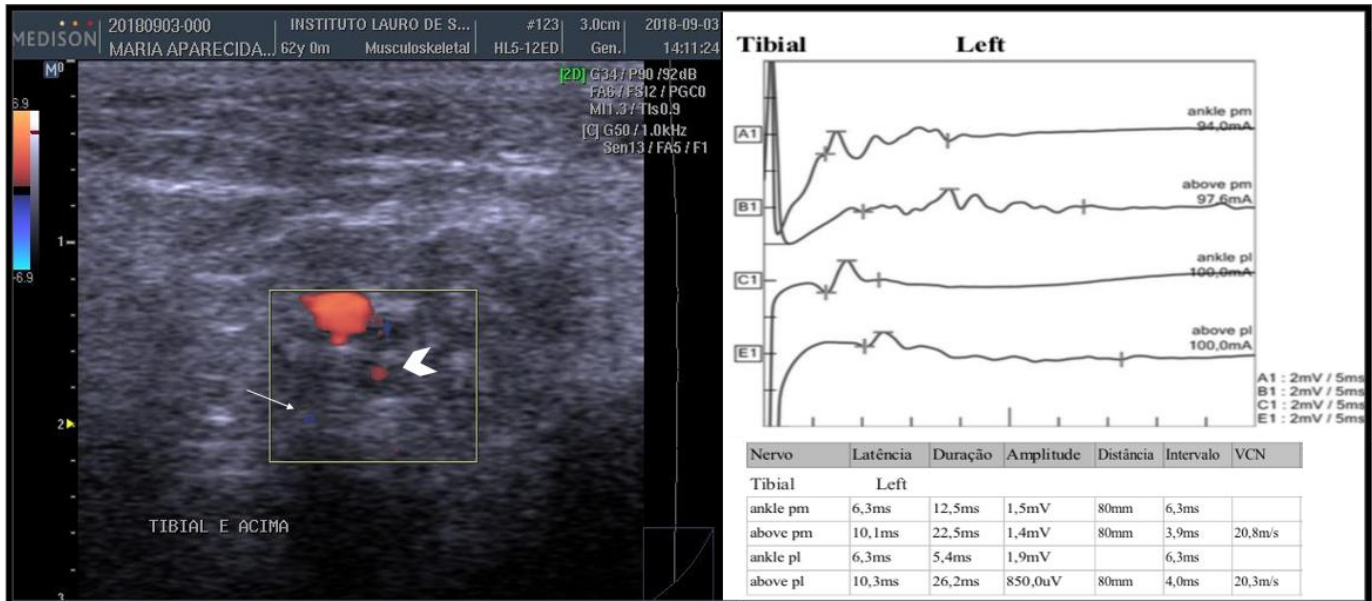 MEDISON
20180903-000 INSTITUTO LAURO DE S... #123 3.0cm 2018-09-03
MARIA APARECIDA... 62y 0m Musculoskeletal HL5-12ED Gen. 14:11:24
M
[2D] G34 / P90 /92dB
FA6 / FSI2 / PGC0
MI1.3 / TIs0.9
[C] G50 / 1.0kHz
Sen13 / FA5 / F1
6.9
-6.9
1
2
3
TIBIAL E ACIMA
Tibial Left
A1 ankle pm
94,0mA
B1 above pm
97,6mA
C1 ankle pl
100,0mA
E1 above pl
100,0mA
A1 : 2mV / 5ms
B1 : 2mV / 5ms
C1 : 2mV / 5ms
E1 : 2mV / 5ms
Nervo Latência Duração Amplitude Distância Intervalo VCN
Tibial Left
ankle pm 6,3ms 12,5ms 1,5mV 80mm 6,3ms
above pm 10,1ms 22,5ms 1,4mV 80mm 3,9ms 20,8m/s
ankle pl 6,3ms 5,4ms 1,9mV 6,3ms
above pl 10,3ms 26,2ms 850,0uV 80mm 4,0ms 20,3m/s